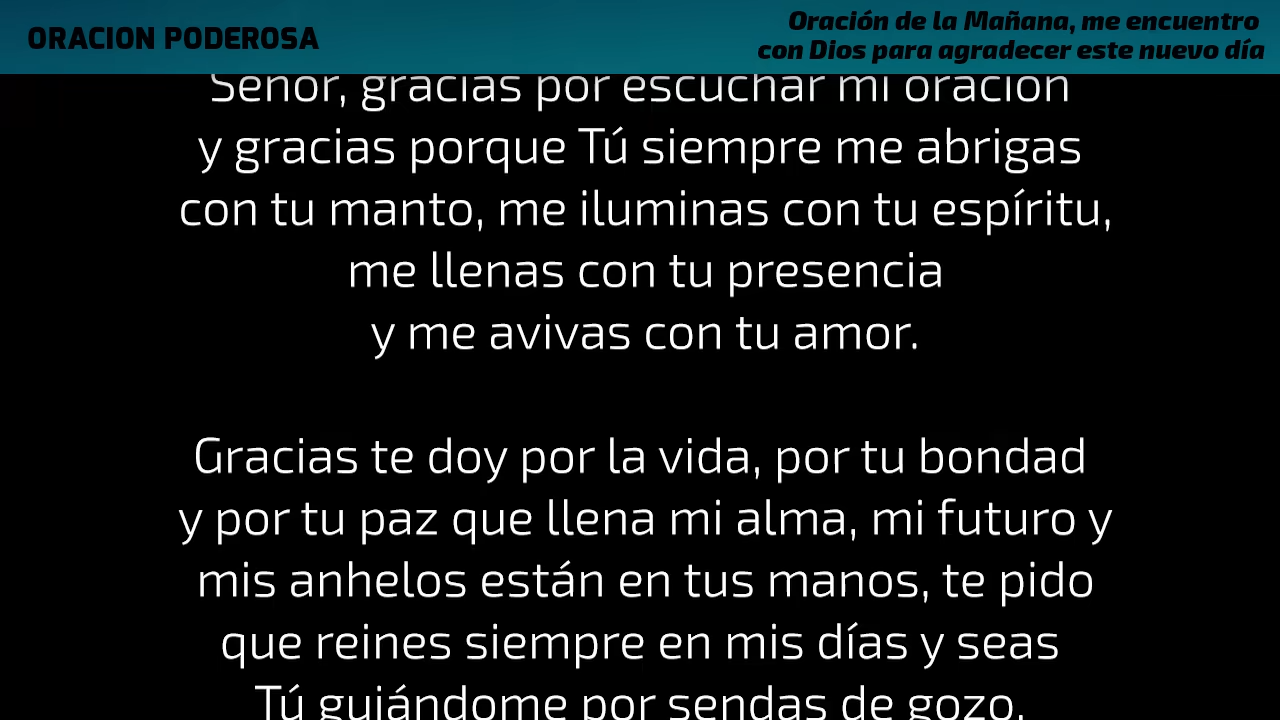 ORACION PODEROSA
Oración de la Mañana, me encuentro
con Dios para agradecer este nuevo día
Señor, gracias por escuchar mi oración
y gracias porque Tú siempre me abrigas
con tu manto, me iluminas con tu espíritu,
me llenas con tu presencia
y me avivas con tu amor.
Gracias te doy por la vida, por tu bondad
y por tu paz que llena mi alma, mi futuro y
mis anhelos están en tus manos, te pido
que reines siempre en mis días y seas
Tú guiándome por sendas de gozo.